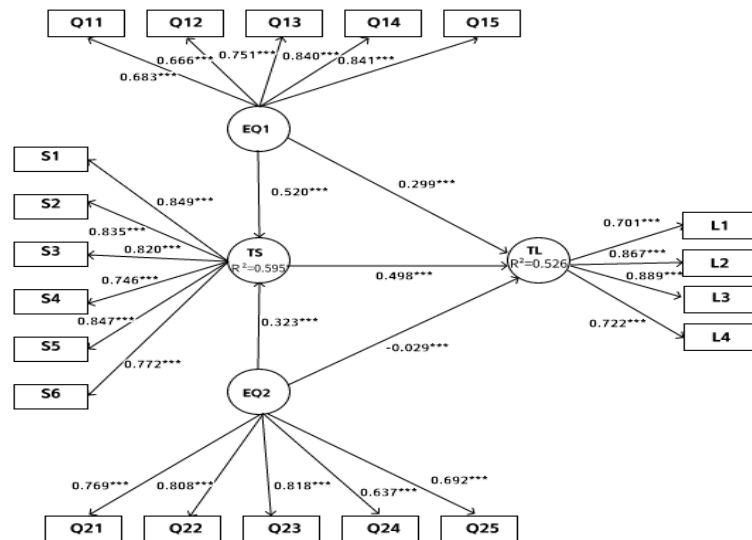 Q11 Q12 Q13 Q14 Q15
0.683*** 0.666*** 0.751*** 0.840*** 0.841***
EQ1
S1
S2
S3
S4
S5
S6
0.849***
0.835***
0.820***
0.746***
0.847***
0.772***
0.520***
0.299***
TS
R²=0.595
0.498***
TL
R²=0.526
0.701***
0.867***
0.889***
0.722***
L1
L2
L3
L4
0.323***
-0.029***
EQ2
0.769*** 0.808*** 0.818*** 0.637*** 0.692***
Q21 Q22 Q23 Q24 Q25